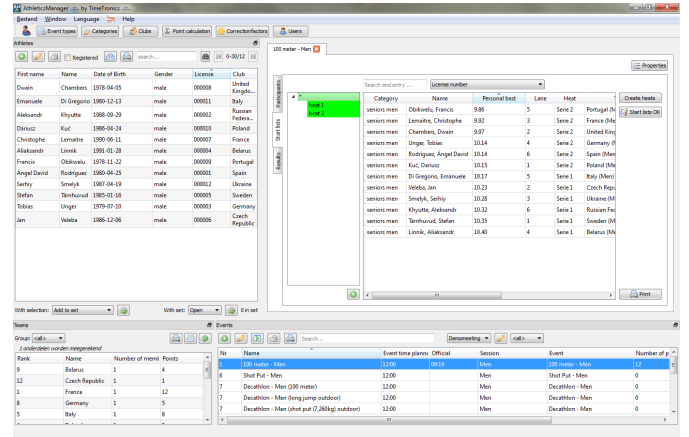 AthleticsManager by TimeTronics
Bestand Window Language Help
Event types Categories Clubs Point calculation Correctionfactors Users
Athletes
Registered search... 0-30/12
First name Name Date of Birth Gender License Club
Dwain Chambers 1978-04-05 male 000008 United Kingdo...
Emanuele Di Gregorio 1980-12-13 male 000011 Italy
Aleksandr Khyutte 1988-09-29 male 000002 Russian Federa...
Dariusz Kuć 1986-04-24 male 000010 Poland
Christophe Lemaitre 1990-06-11 male 000007 France
Aliaksandr Linnik 1991-01-28 male 000004 Belarus
Francis Obikwelu 1978-11-22 male 000009 Portugal
Ángel David Rodríguez 1980-04-25 male 000001 Spain
Serhiy Smelyk 1987-04-19 male 000012 Ukraine
Stefan Tärnhuvud 1985-01-16 male 000005 Sweden
Tobias Unger 1979-07-10 male 000003 Germany
Jan Veleba 1986-12-06 male 000006 Czech Republic
With selection: Add to set With set: Open 0 in set
100 meter - Men
Properties
Participants
Start lists
Results
*
heat 1
heat 2
Search and entry ... License number
Category Name Personal best Lane Heat
seniors men Obikwelu, Francis 9.86 5 Serie 2 Portugal (M
seniors men Lemaitre, Christophe 9.92 3 Serie 2 France (Me
seniors men Chambers, Dwain 9.97 2 Serie 2 United King
seniors men Unger, Tobias 10.14 4 Serie 2 Germany (
seniors men Rodríguez, Ángel David 10.14 6 Serie 2 Spain (Men
seniors men Kuć, Dariusz 10.15 1 Serie 2 Poland (Me
seniors men Di Gregorio, Emanuele 10.17 5 Serie 1 Italy (Men)
seniors men Veleba, Jan 10.23 2 Serie 1 Czech Repu
seniors men Smelyk, Serhiy 10.28 3 Serie 1 Ukraine (M
seniors men Khyutte, Aleksandr 10.32 6 Serie 1 Russian Fed
seniors men Tärnhuvud, Stefan 10.35 1 Serie 1 Sweden (M
seniors men Linnik, Aliaksandr 10.40 4 Serie 1 Belarus (Me
Create heats
Start lists OK
Print
Teams
Group: <all>
onderdelen worden meegerekend
Rank Name Number of meml Points
9 Belarus 1 4
12 Czech Republic 1 1
1 France 1 12
8 Germany 1 5
5 Italy 1 8
Events
Search... Demomeeting <all>
Nr Name Event time plann Official Session Event Number of p
1 100 meter - Men 12:00 09:19 Men 100 meter - Men 12
6 Shot Put - Men 12:00 Men Shot Put - Men 0
7 Decathlon - Men (100 meter) 12:00 Men Decathlon - Men 0
7 Decathlon - Men (long jump outdoor) 12:00 Men Decathlon - Men 0
7 Decathlon - Men (shot put (7,260kg) outdoor) 12:00 Men Decathlon - Men 0